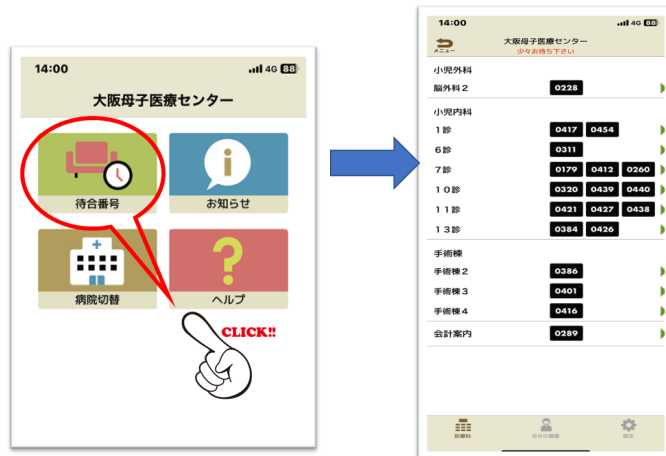 14:00
4G 88
大阪母子医療センター
待合番号
お知らせ
病院切替
ヘルプ
CLICK!!
14:00
4G 88
メニュー
大阪母子医療センター
少々お待ち下さい
小児外科
脳外科2 0228
小児内科
1診 0417 0454
6診 0311
7診 0179 0412 0260
10診 0320 0439 0440
11診 0421 0427 0438
13診 0384 0426
手術棟
手術棟2 0386
手術棟3 0401
手術棟4 0416
会計案内 0289
診療科
設定